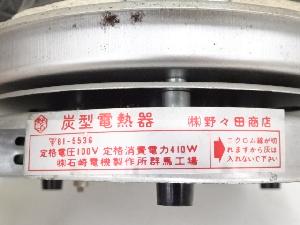 炭型電熱器 ㈱野々田商店
〒81-5536
定格電圧100V 定格消費電力410W
㈱石崎電機製作所群馬工場
ニクロム線が切
れますから灰は
入れないで下さい